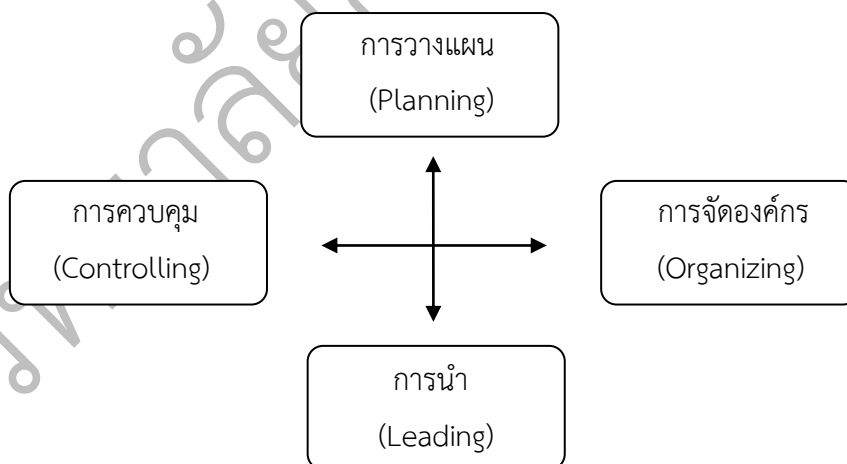 การวางแผน
(Planning)
การควบคุม
(Controlling)
การจัดองค์กร
(Organizing)
การนำ
(Leading)